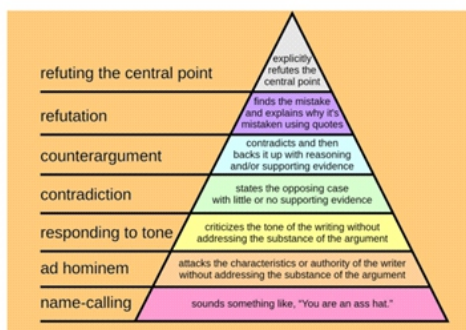 explicitly
refutes the
central point
refuting the central point
finds the mistake
and explains why it's
mistaken using quotes
refutation
contradicts and then
backs it up with reasoning
and/or supporting evidence
counterargument
states the opposing case
with little or no supporting evidence
contradiction
criticizes the tone of the writing without
addressing the substance of the argument
responding to tone
attacks the characteristics or authority of the writer
without addressing the substance of the argument
ad hominem
name-calling
sounds something like, "You are an ass hat."